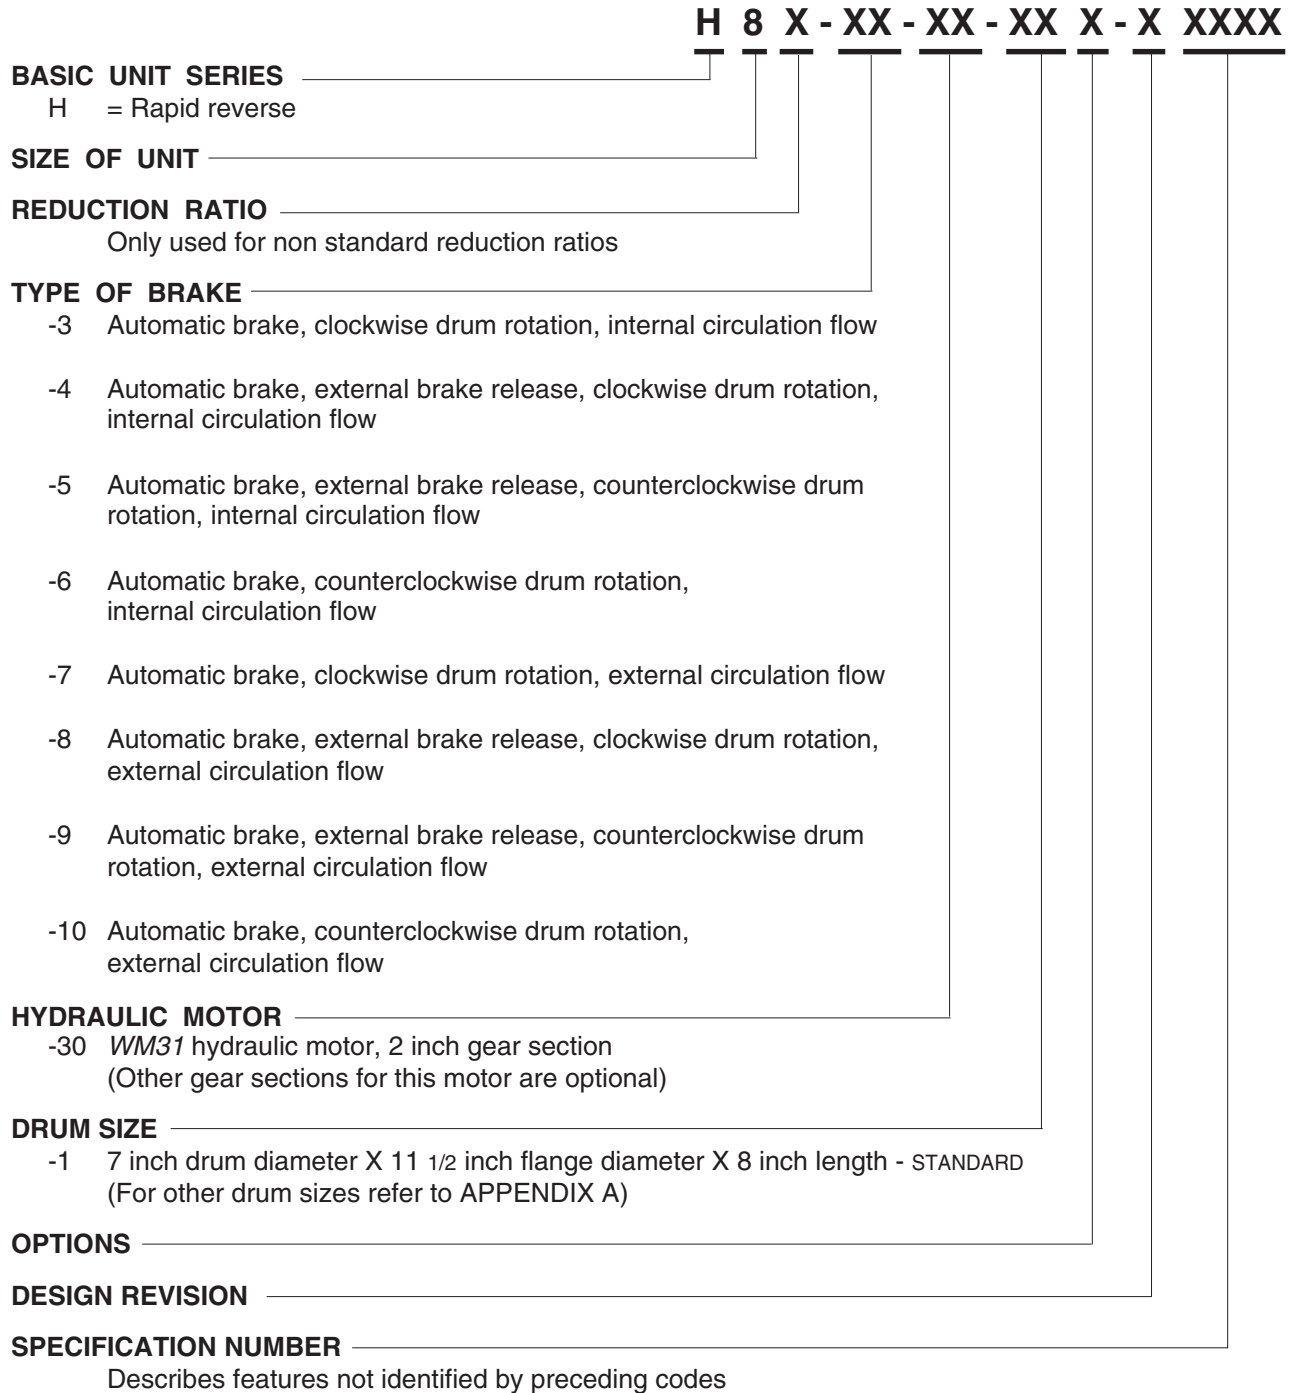 H 8 X - XX - XX - XX X - X XXXX
BASIC UNIT SERIES
H = Rapid reverse
SIZE OF UNIT
REDUCTION RATIO
Only used for non standard reduction ratios
TYPE OF BRAKE
-3 Automatic brake, clockwise drum rotation, internal circulation flow
-4 Automatic brake, external brake release, clockwise drum rotation,
internal circulation flow
-5 Automatic brake, external brake release, counterclockwise drum
rotation, internal circulation flow
-6 Automatic brake, counterclockwise drum rotation,
internal circulation flow
-7 Automatic brake, clockwise drum rotation, external circulation flow
-8 Automatic brake, external brake release, clockwise drum rotation,
external circulation flow
-9 Automatic brake, external brake release, counterclockwise drum
rotation, external circulation flow
-10 Automatic brake, counterclockwise drum rotation,
external circulation flow
HYDRAULIC MOTOR
-30 WM31 hydraulic motor, 2 inch gear section
(Other gear sections for this motor are optional)
DRUM SIZE
-1 7 inch drum diameter X 11 1/2 inch flange diameter X 8 inch length - STANDARD
(For other drum sizes refer to APPENDIX A)
OPTIONS
DESIGN REVISION
SPECIFICATION NUMBER
Describes features not identified by preceding codes